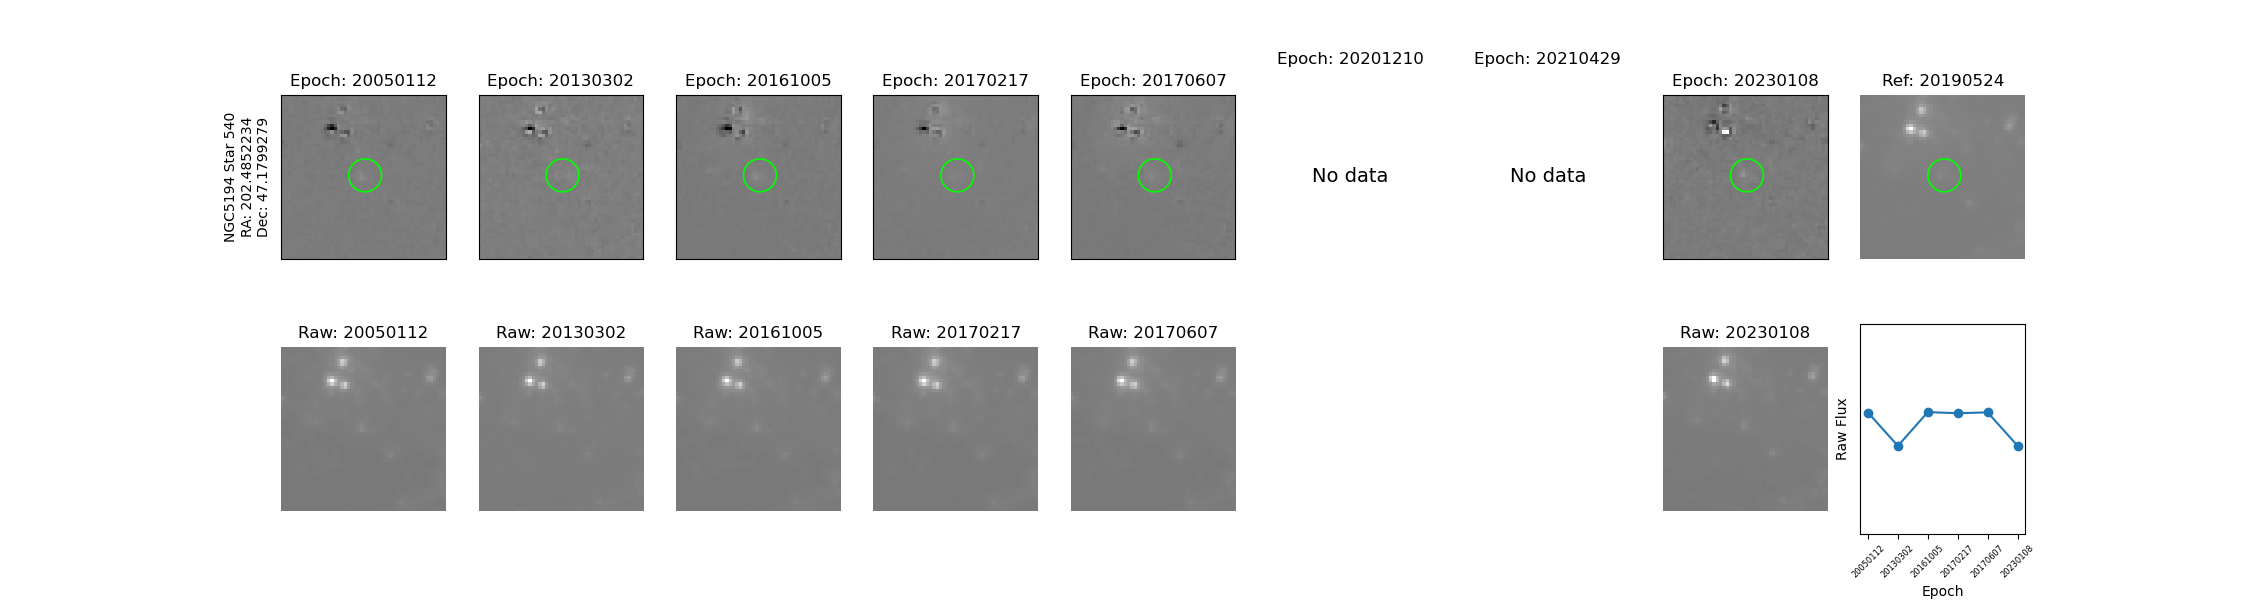 Epoch: 20050112
Epoch: 20130302
Epoch: 20161005
Epoch: 20170217
Epoch: 20170607
Epoch: 20201210
Epoch: 20210429
Epoch: 20230108
Ref: 20190524
NGC5194 Star 540
RA: 202.4852234
Dec: 47.1799279
No data
No data
Raw: 20050112
Raw: 20130302
Raw: 20161005
Raw: 20170217
Raw: 20170607
Raw: 20230108
Raw Flux
20050112
20130302
20161005
20170217
20170607
20230108
Epoch